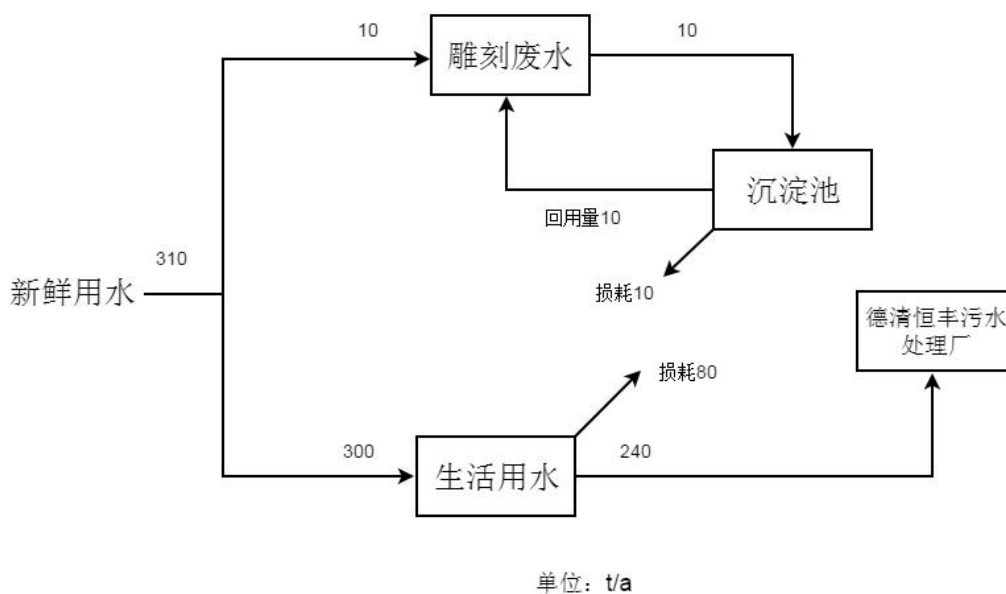 10
雕刻废水
10
沉淀池
回用量10
310
新鲜用水
损耗10
德清恒丰污水
处理厂
损耗80
300
生活用水
240
单位：t/a